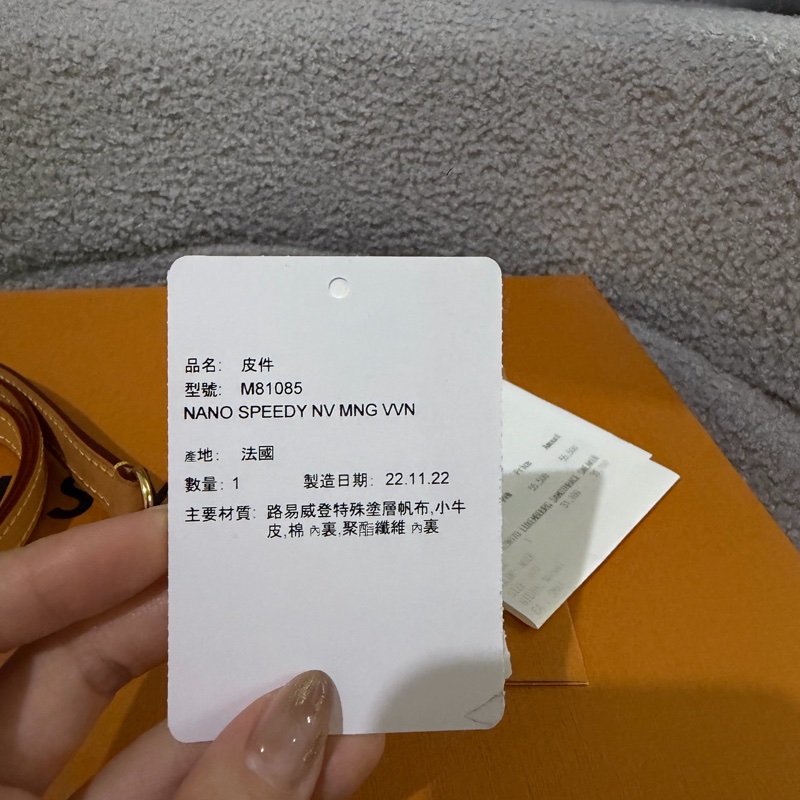 品名: 皮件
型號: M81085
NANO SPEEDY NV MNG VVN
產地: 法國
數量: 1 製造日期: 22.11.22
主要材質: 路易威登特殊塗層帆布,小牛
皮,棉 內裏,聚酯纖維 內裏